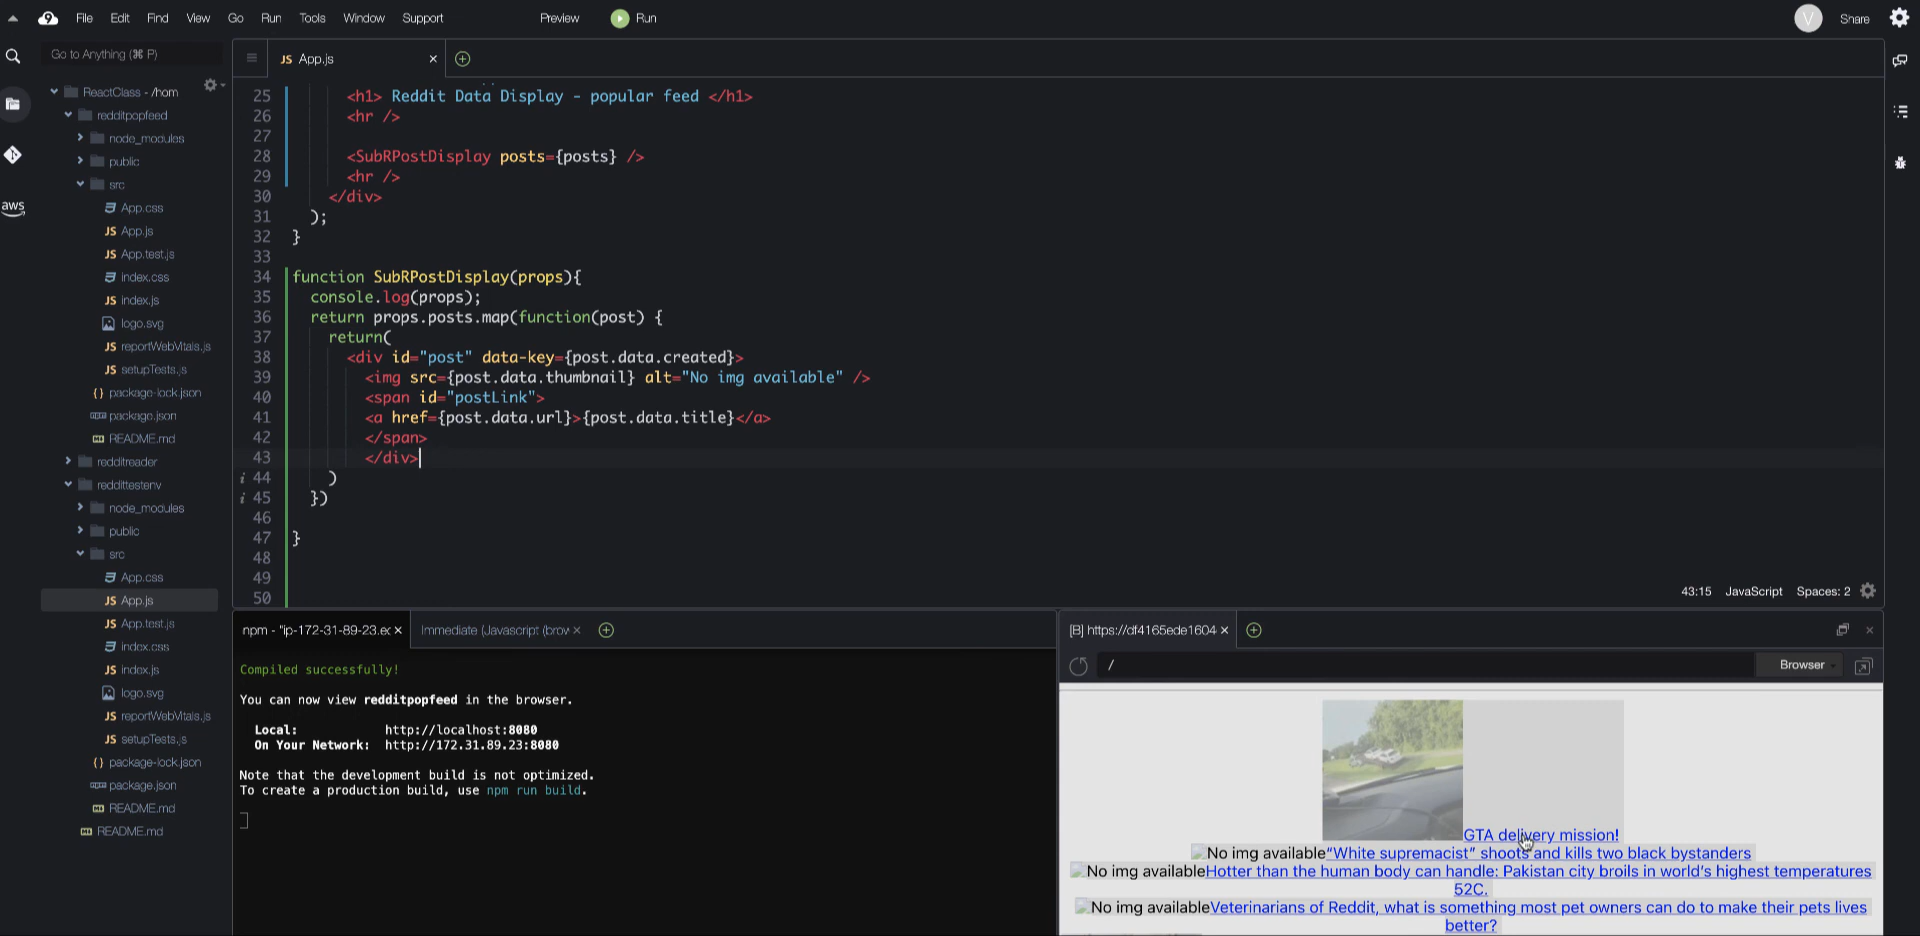 File Edit Find View Go Run Tools Window Support Preview Run V Share
Go to Anything (⌘ P)
ReactClass - /hom
redditpopfeed
node_modules
public
src
App.css
JS App.js
JS App.test.js
index.css
JS index.js
logo.svg
JS reportWebVitals.js
JS setupTests.js
{} package-lock.json
npm package.json
README.md
redditreader
reddittestenv
node_modules
public
src
App.css
JS App.js
JS App.test.js
index.css
JS index.js
logo.svg
JS reportWebVitals.js
JS setupTests.js
{} package-lock.json
npm package.json
README.md
README.md
aws
JS App.js ×
25 <h1> Reddit Data Display - popular feed </h1>
26 <hr />
27
28 <SubRPostDisplay posts={posts} />
29 <hr />
30 </div>
31 );
32 }
33
34 function SubRPostDisplay(props){
35 console.log(props);
36 return props.posts.map(function(post) {
37 return(
38 <div id="post" data-key={post.data.created}>
39 <img src={post.data.thumbnail} alt="No img available" />
40 <span id="postLink">
41 <a href={post.data.url}>{post.data.title}</a>
42 </span>
43 </div>
i 44 )
i 45 })
46
47 }
48
49
50
43:15 JavaScript Spaces: 2
npm - "ip-172-31-89-23.ec × Immediate (Javascript (brow ×
Compiled successfully!
You can now view redditpopfeed in the browser.
Local: http://localhost:8080
On Your Network: http://172.31.89.23:8080
Note that the development build is not optimized.
To create a production build, use npm run build.
[B] https://df4165ede1604 ×
/ Browser
GTA delivery mission!
No img available“White supremacist” shoots and kills two black bystanders
No img availableHotter than the human body can handle: Pakistan city broils in world’s highest temperatures
52C.
No img availableVeterinarians of Reddit, what is something most pet owners can do to make their pets lives
better?